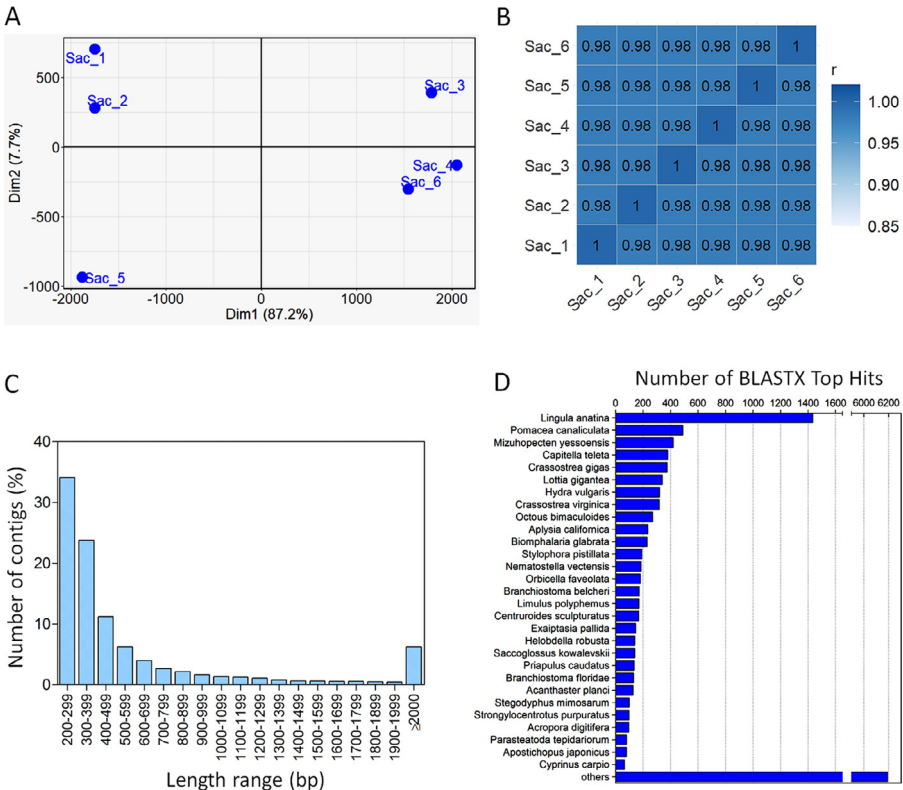 A
Sac_1
Sac_2
Sac_3
Sac_4
Sac_6
Sac_5
500
0
-500
-1000
-2000 -1000 0 1000 2000
Dim2 (7.7%)
Dim1 (87.2%)
B
Sac_6 0.98 0.98 0.98 0.98 0.98 1
Sac_5 0.98 0.98 0.98 0.98 1 0.98
Sac_4 0.98 0.98 0.98 1 0.98 0.98
Sac_3 0.98 0.98 1 0.98 0.98 0.98
Sac_2 0.98 1 0.98 0.98 0.98 0.98
Sac_1 1 0.98 0.98 0.98 0.98 0.98
Sac_1 Sac_2 Sac_3 Sac_4 Sac_5 Sac_6
r
1.00
0.95
0.90
0.85
C
Number of contigs (%)
40
30
20
10
0
200-299
300-399
400-499
500-599
600-699
700-799
800-899
900-999
1000-1099
1100-1199
1200-1299
1300-1399
1400-1499
1500-1599
1600-1699
1700-1799
1800-1899
1900-1999
≥2000
Length range (bp)
D
Number of BLASTX Top Hits
0 200 400 600 800 1000 1200 1400 1600 6000 6200
Lingula anatina
Pomacea canaliculata
Mizuhopecten yessoensis
Capitella teleta
Crassostrea gigas
Lottia gigantea
Hydra vulgaris
Crassostrea virginica
Octous bimaculoides
Aplysia californica
Biomphalaria glabrata
Stylophora pistillata
Nematostella vectensis
Orbicella faveolata
Branchiostoma belcheri
Limulus polyphemus
Centruroides sculpturatus
Exaiptasia pallida
Helobdella robusta
Saccoglossus kowalevskii
Priapulus caudatus
Branchiostoma floridae
Acanthaster planci
Stegodyphus mimosarum
Strongylocentrotus purpuratus
Acropora digitifera
Parasteatoda tepidariorum
Apostichopus japonicus
Cyprinus carpio
others